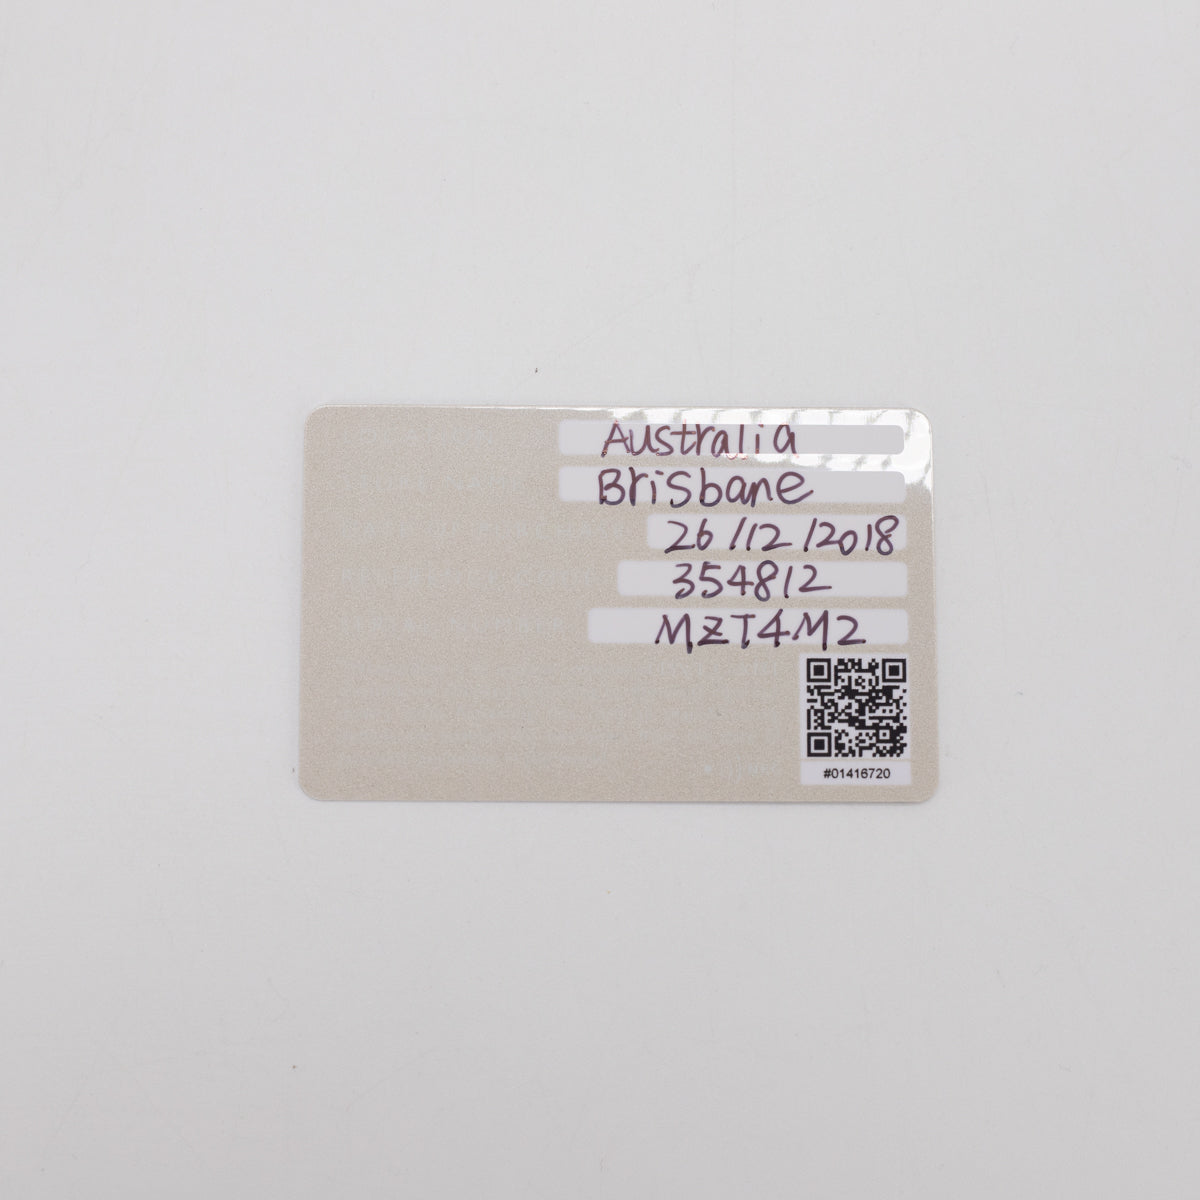 Australia
Brisbane
26/12/2018
354812
MZT4M2
#01416720